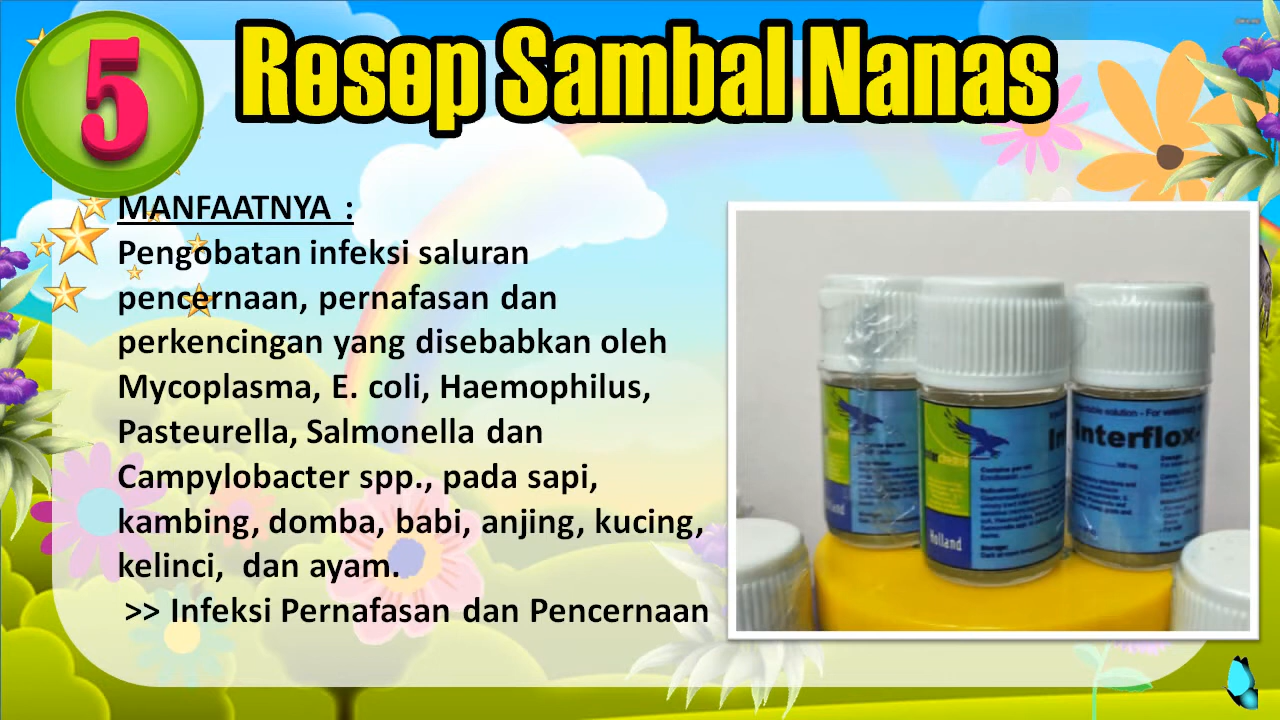 5
Resep Sambal Nanas
MANFAATNYA :
Pengobatan infeksi saluran
pencernaan, pernafasan dan
perkencingan yang disebabkan oleh
Mycoplasma, E. coli, Haemophilus,
Pasteurella, Salmonella dan
Campylobacter spp., pada sapi,
kambing, domba, babi, anjing, kucing,
kelinci, dan ayam.
>> Infeksi Pernafasan dan Pencernaan
Interflox-
Holland
Indications:
Storage: